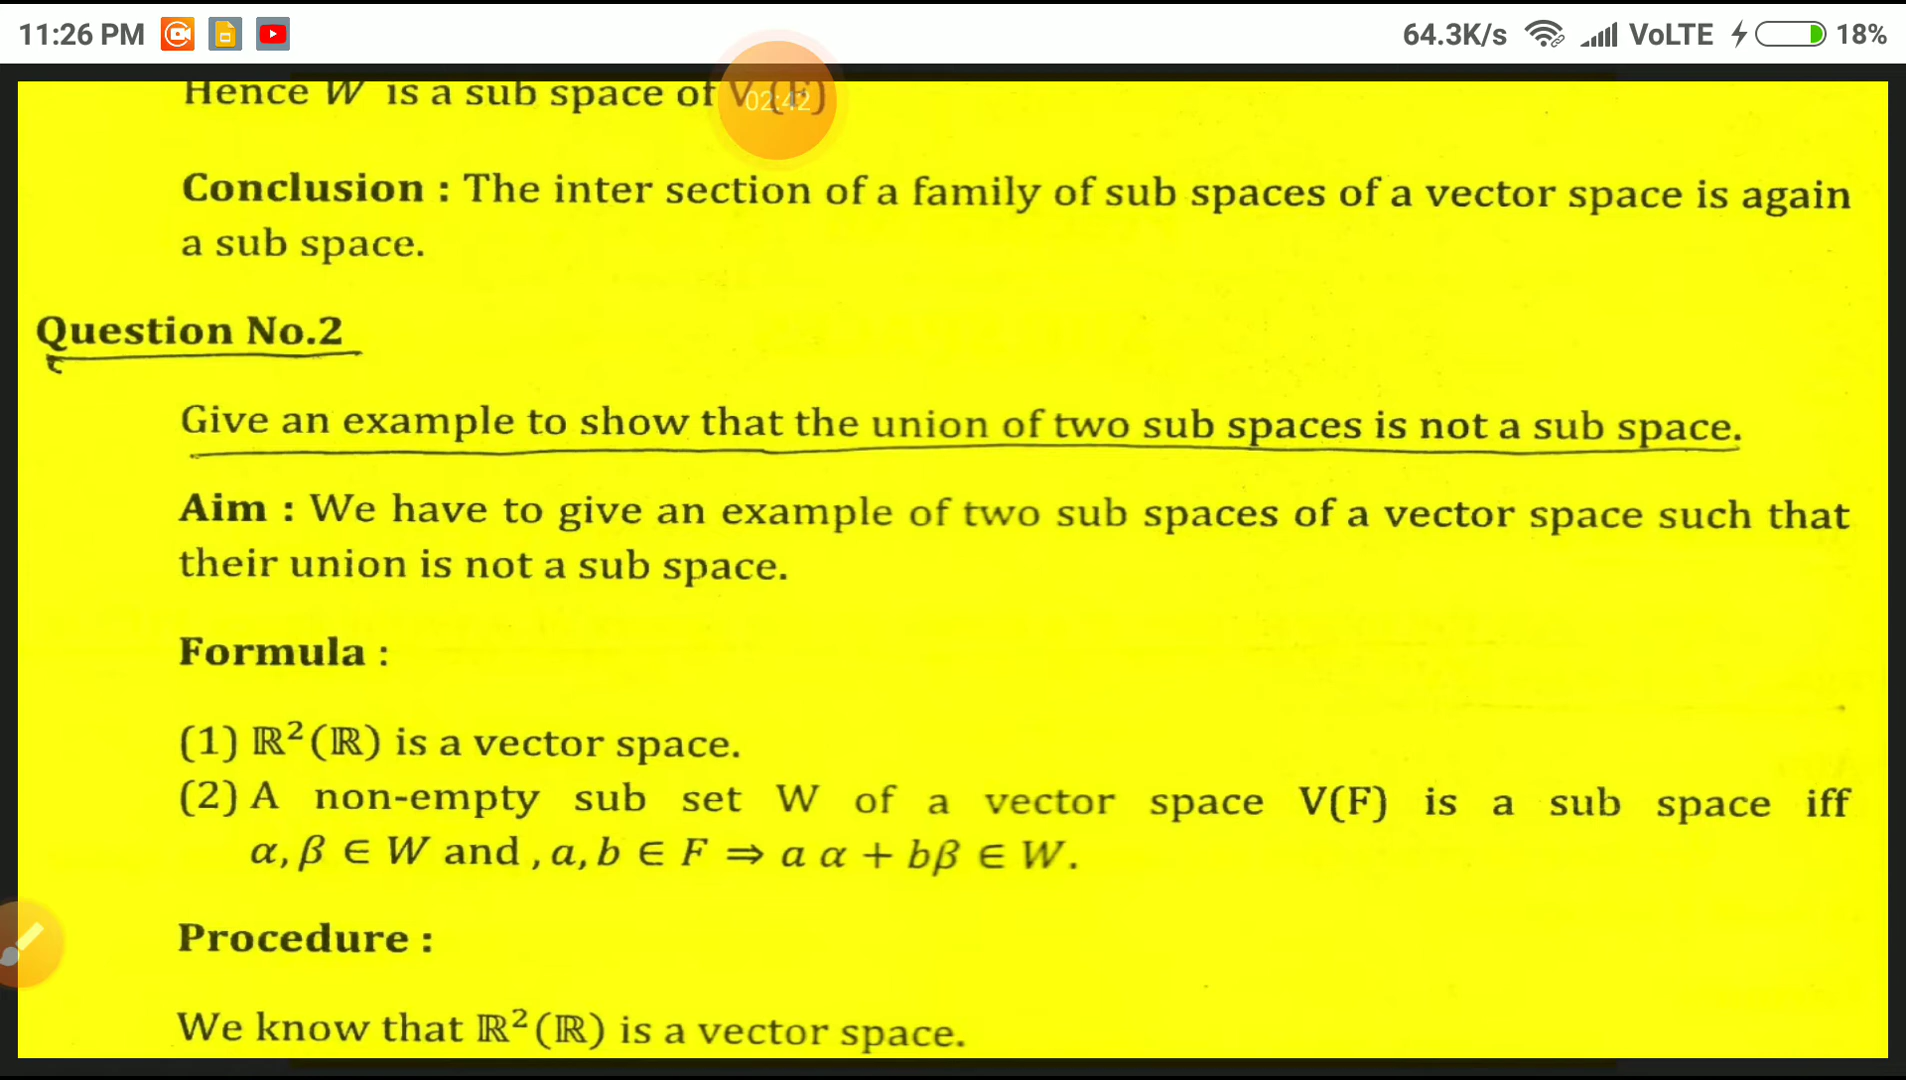 11:26 PM 64.3K/s VoLTE 18%
Hence W is a sub space of V(F)
02:42
Conclusion : The inter section of a family of sub spaces of a vector space is again
a sub space.
Question No.2
Give an example to show that the union of two sub spaces is not a sub space.
Aim : We have to give an example of two sub spaces of a vector space such that
their union is not a sub space.
Formula :
(1) ℝ²(ℝ) is a vector space.
(2) A non-empty sub set W of a vector space V(F) is a sub space iff
α, β ∈ W and , a, b ∈ F ⇒ a α + bβ ∈ W.
Procedure :
We know that ℝ²(ℝ) is a vector space.